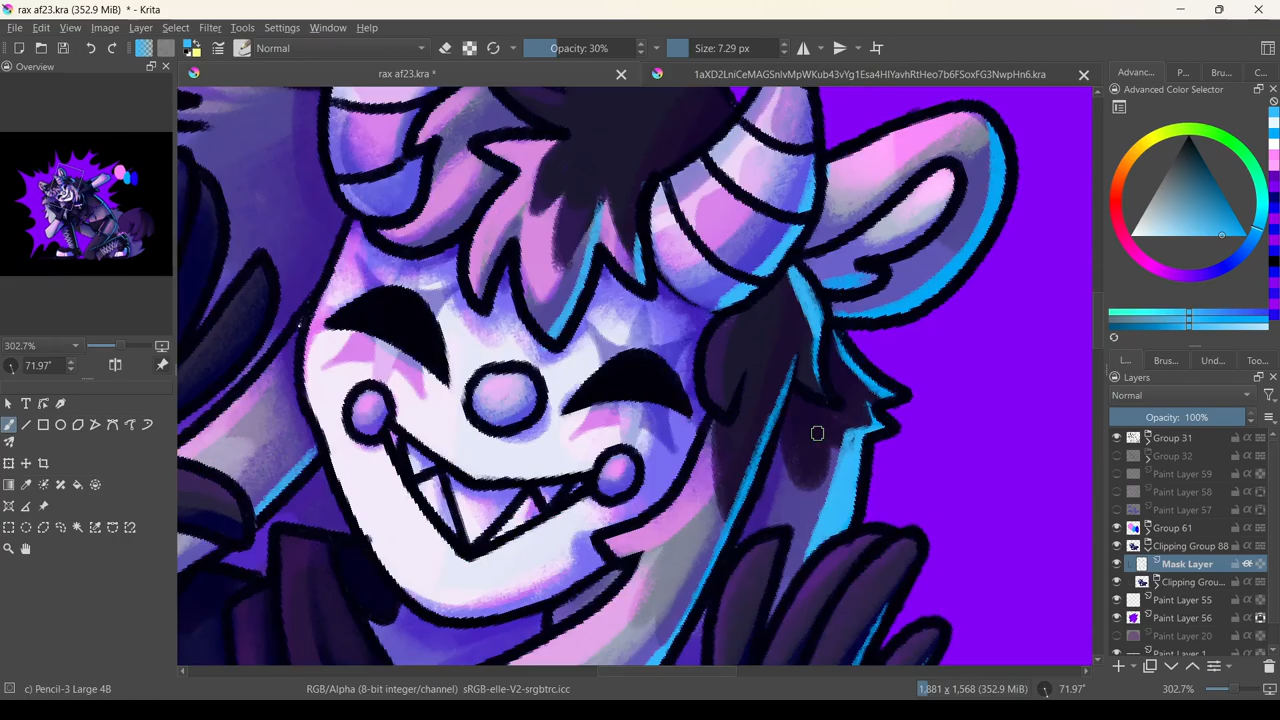 rax af23.kra (352.9 MiB) * - Krita
File Edit View Image Layer Select Filter Tools Settings Window Help
Normal Opacity: 30% Size: 7.29 px
Overview
rax af23.kra *
Advanc... P... Bru... C...
Advanced Color Selector
302.7%
71.97°
L... Brus... Und... Too...
Layers
Normal
Opacity: 100%
Group 31
Group 32
Paint Layer 59
Paint Layer 58
Paint Layer 57
Group 61
Clipping Group 88
Mask Layer
Clipping Grou...
Paint Layer 55
Paint Layer 56
Paint Layer 20
Paint Layer 1
c) Pencil-3 Large 4B
RGB/Alpha (8-bit integer/channel) sRGB-elle-V2-srgbtrc.icc
1,881 x 1,568 (352.9 MiB)
71.97°
302.7%